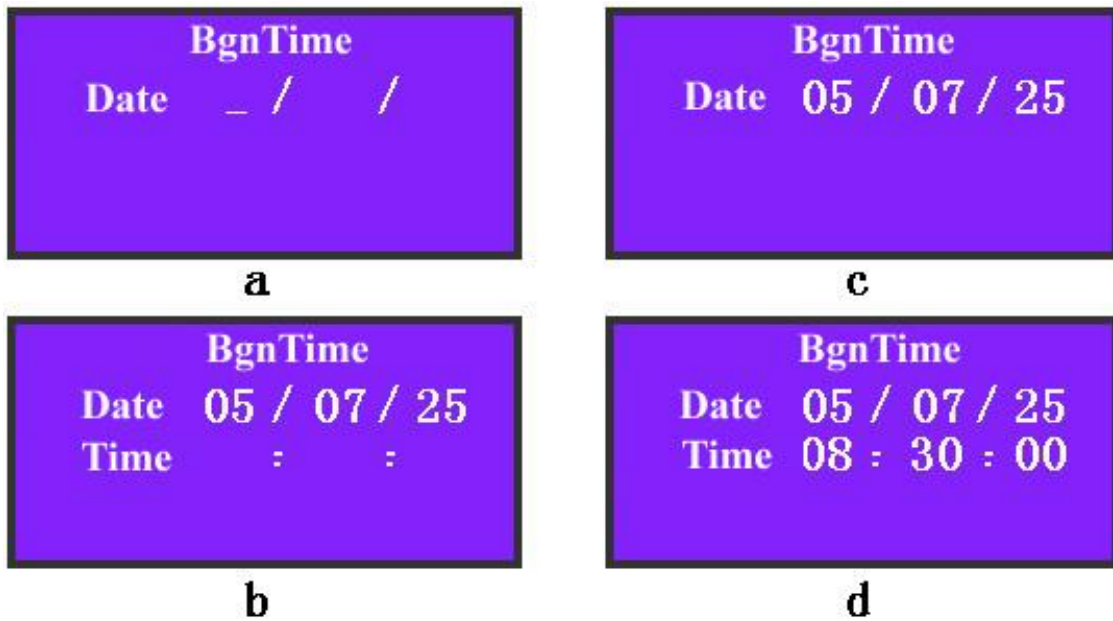 BgnTime
Date _ / /
a
BgnTime
Date 05 / 07 / 25
c
BgnTime
Date 05 / 07 / 25
Time : :
b
BgnTime
Date 05 / 07 / 25
Time 08 : 30 : 00
d